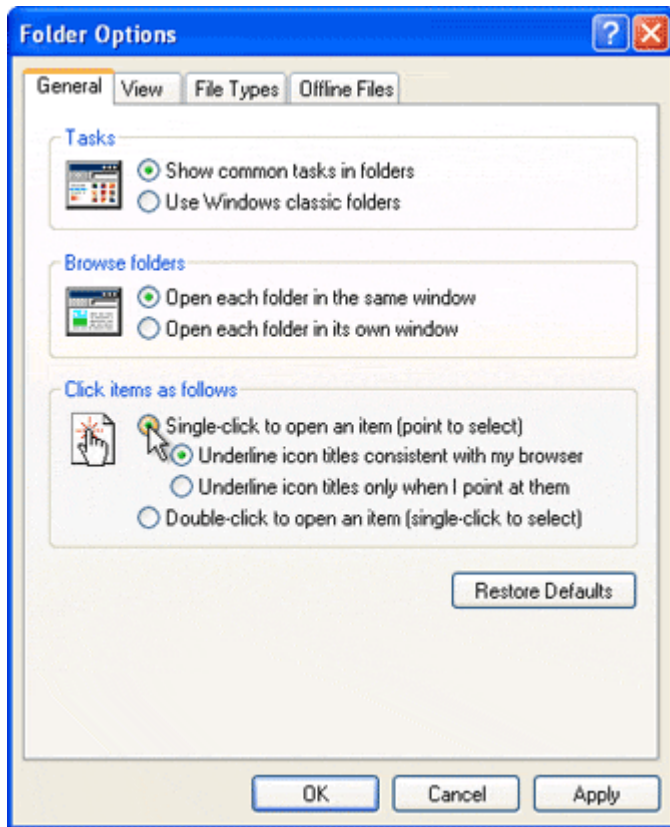 Folder Options
General View File Types Offline Files
Tasks
Show common tasks in folders
Use Windows classic folders
Browse folders
Open each folder in the same window
Open each folder in its own window
Click items as follows
Single-click to open an item (point to select)
Underline icon titles consistent with my browser
Underline icon titles only when I point at them
Double-click to open an item (single-click to select)
Restore Defaults
OK Cancel Apply